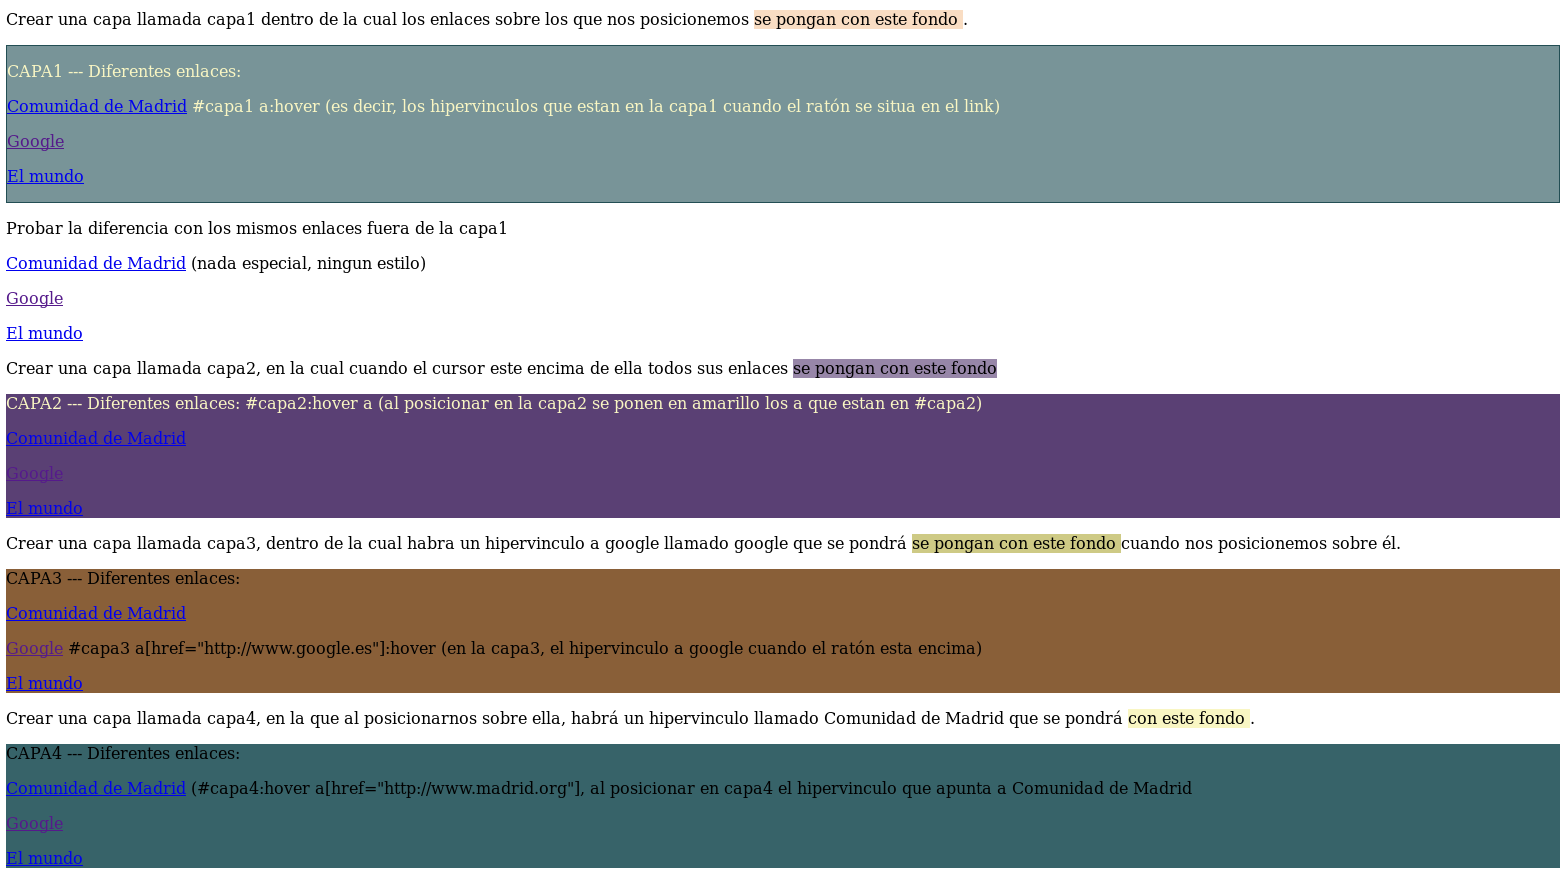 Crear una capa llamada capa1 dentro de la cual los enlaces sobre los que nos posicionemos se pongan con este fondo .
CAPA1 --- Diferentes enlaces:
Comunidad de Madrid #capa1 a:hover (es decir, los hipervinculos que estan en la capa1 cuando el ratón se situa en el link)
Google
El mundo
Probar la diferencia con los mismos enlaces fuera de la capa1
Comunidad de Madrid (nada especial, ningun estilo)
Google
El mundo
Crear una capa llamada capa2, en la cual cuando el cursor este encima de ella todos sus enlaces se pongan con este fondo
CAPA2 --- Diferentes enlaces: #capa2:hover a (al posicionar en la capa2 se ponen en amarillo los a que estan en #capa2)
Comunidad de Madrid
Google
El mundo
Crear una capa llamada capa3, dentro de la cual habra un hipervinculo a google llamado google que se pondrá se pongan con este fondo cuando nos posicionemos sobre él.
CAPA3 --- Diferentes enlaces:
Comunidad de Madrid
Google #capa3 a[href="http://www.google.es"]:hover (en la capa3, el hipervinculo a google cuando el ratón esta encima)
El mundo
Crear una capa llamada capa4, en la que al posicionarnos sobre ella, habrá un hipervinculo llamado Comunidad de Madrid que se pondrá con este fondo .
CAPA4 --- Diferentes enlaces:
Comunidad de Madrid (#capa4:hover a[href="http://www.madrid.org"], al posicionar en capa4 el hipervinculo que apunta a Comunidad de Madrid
Google
El mundo